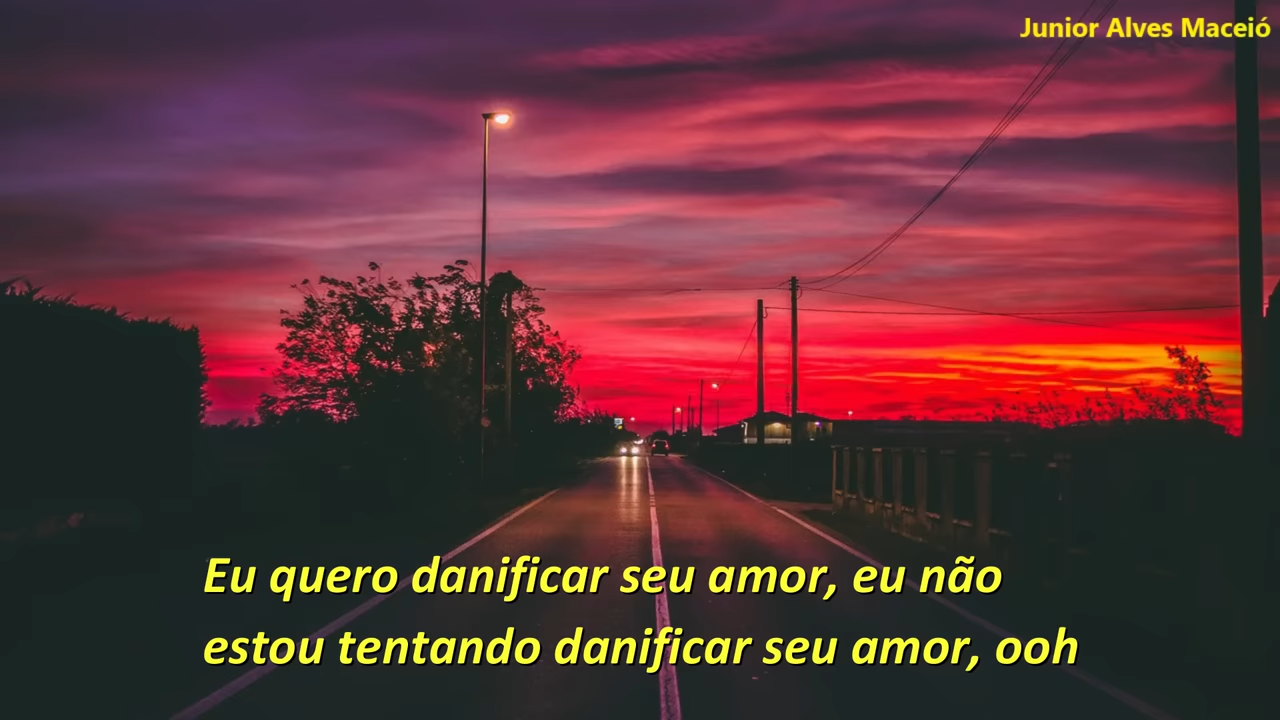 Junior Alves Maceió
Eu quero danificar seu amor, eu não
estou tentando danificar seu amor, ooh